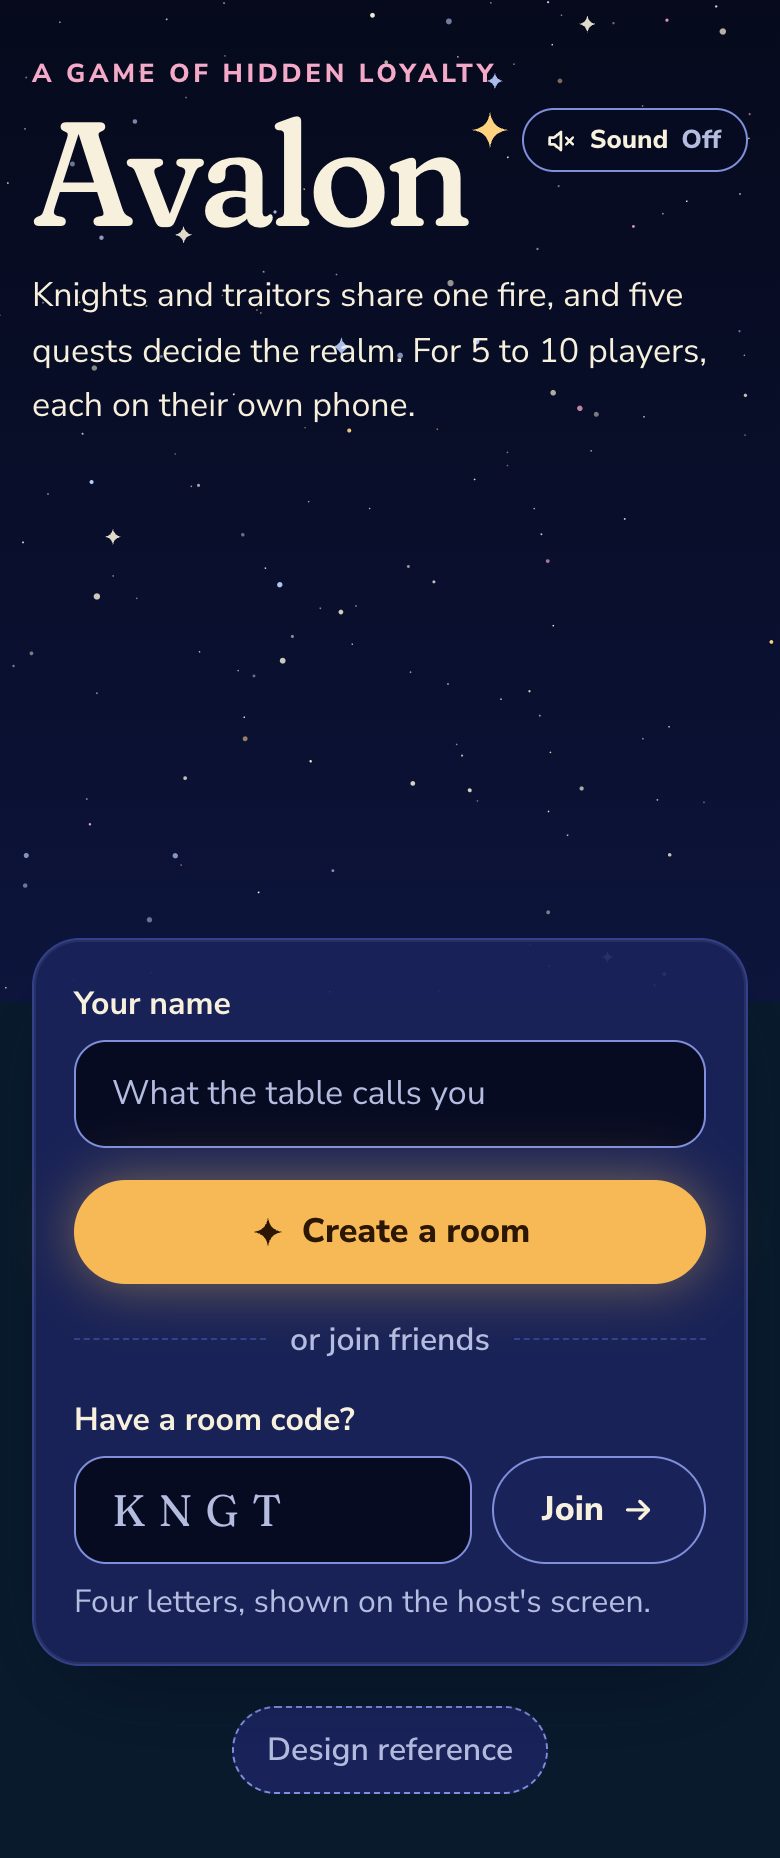 A GAME OF HIDDEN LOYALTY
Avalon
Sound Off
Knights and traitors share one fire, and five
quests decide the realm. For 5 to 10 players,
each on their own phone.
Your name
What the table calls you
Create a room
or join friends
Have a room code?
KNGT
Join
Four letters, shown on the host's screen.
Design reference